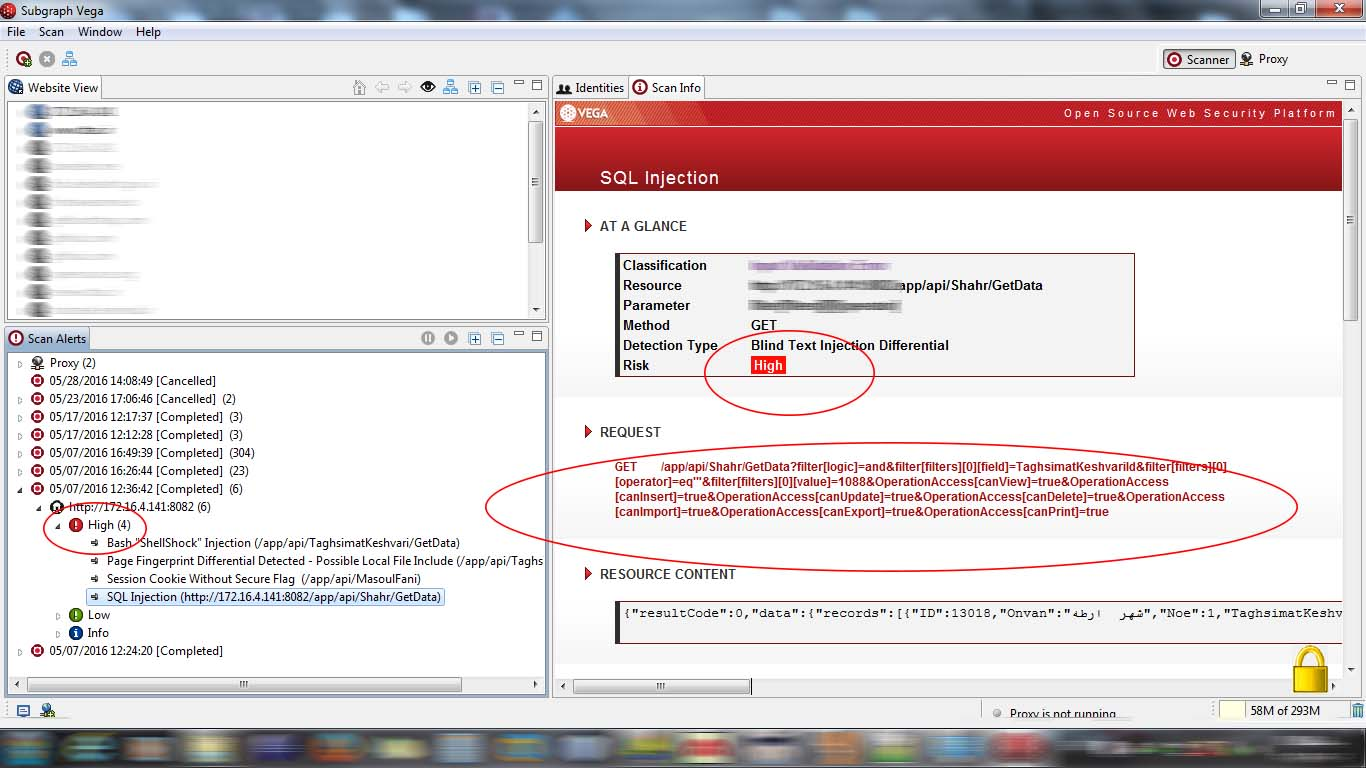 Subgraph Vega
File Scan Window Help
Scanner Proxy
Website View
Identities Scan Info
VEGA Open Source Web Security Platform
SQL Injection
AT A GLANCE
Classification
Resource /app/api/Shahr/GetData
Parameter
Method GET
Detection Type Blind Text Injection Differential
Risk High
REQUEST
GET /app/api/Shahr/GetData?filter[logic]=and&filter[filters][0][field]=TaghsimatKeshvariId&filter[filters][0]
[operator]=eq'"&filter[filters][0][value]=1088&OperationAccess[canView]=true&OperationAccess
[canInsert]=true&OperationAccess[canUpdate]=true&OperationAccess[canDelete]=true&OperationAccess
[canImport]=true&OperationAccess[canExport]=true&OperationAccess[canPrint]=true
RESOURCE CONTENT
{"resultCode":0,"data":{"records":[{"ID":13018,"Onvan":"شهر ارطه","Noe":1,"TaghsimatKeshv
Scan Alerts
Proxy (2)
05/28/2016 14:08:49 [Cancelled]
05/23/2016 17:06:46 [Cancelled] (2)
05/17/2016 12:17:37 [Completed] (3)
05/17/2016 12:12:28 [Completed] (3)
05/07/2016 16:49:39 [Completed] (304)
05/07/2016 16:26:44 [Completed] (23)
05/07/2016 12:36:42 [Completed] (6)
http://172.16.4.141:8082 (6)
High (4)
Bash "ShellShock" Injection (/app/api/TaghsimatKeshvari/GetData)
Page Fingerprint Differential Detected - Possible Local File Include (/app/api/Taghs
Session Cookie Without Secure Flag (/app/api/MasoulFani)
SQL Injection (http://172.16.4.141:8082/app/api/Shahr/GetData)
Low
Info
05/07/2016 12:24:20 [Completed]
Proxy is not running
58M of 293M